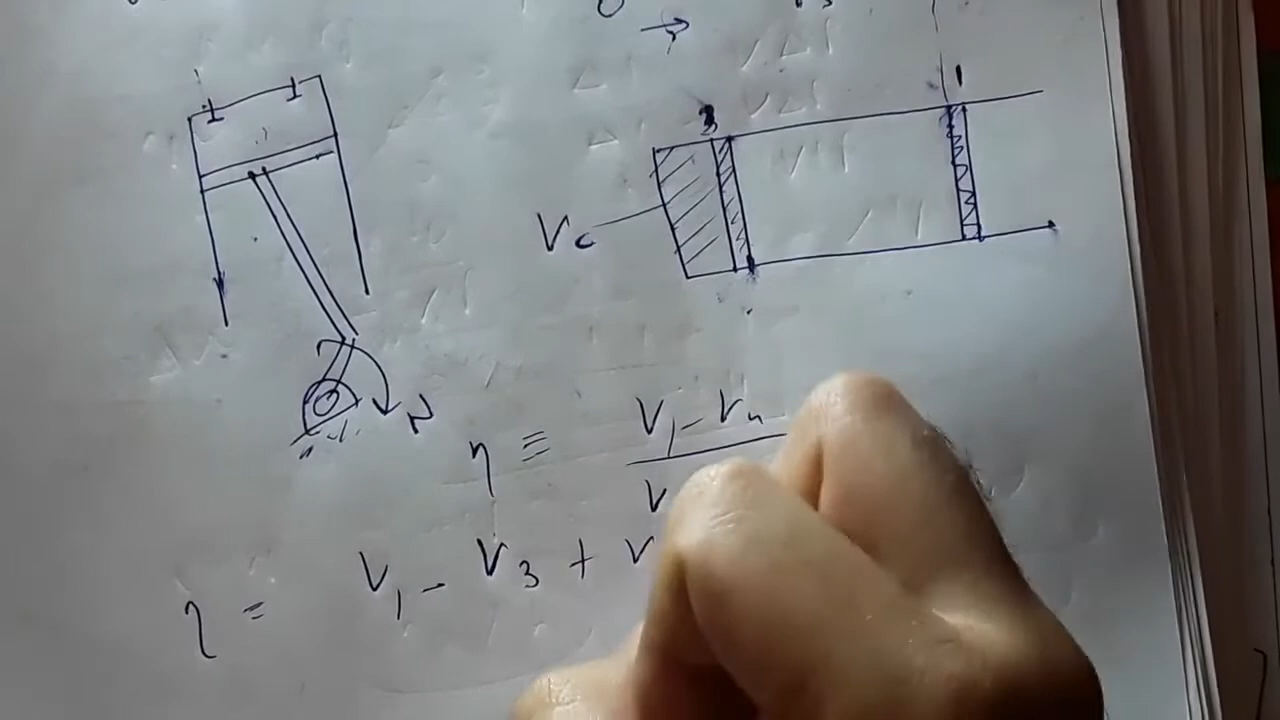 3
1
Vc
N
η ≡ V1 - V4
V
η = V1 - V3 + V